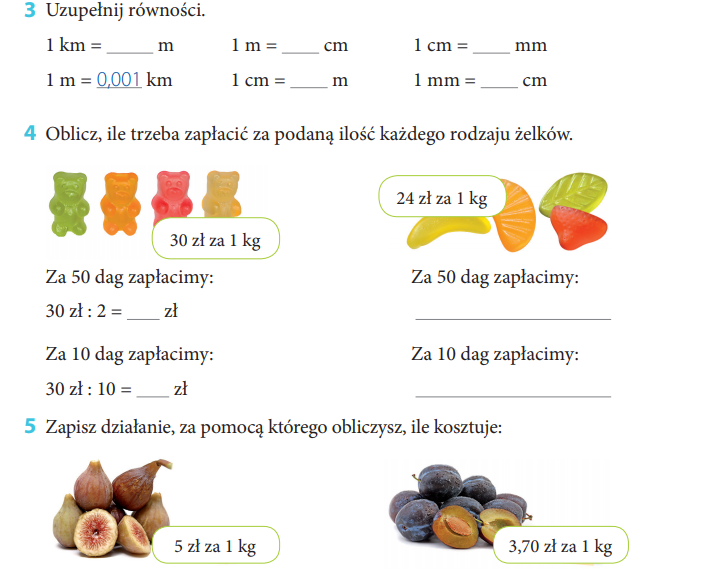 3 Uzupełnij równości.
1 km = _____ m 1 m = ____ cm 1 cm = ____ mm
1 m = 0,001 km 1 cm = ____ m 1 mm = ____ cm
4 Oblicz, ile trzeba zapłacić za podaną ilość każdego rodzaju żelków.
30 zł za 1 kg 24 zł za 1 kg
Za 50 dag zapłacimy: Za 50 dag zapłacimy:
30 zł : 2 = ____ zł ____________________
Za 10 dag zapłacimy: Za 10 dag zapłacimy:
30 zł : 10 = ____ zł ____________________
5 Zapisz działanie, za pomocą którego obliczysz, ile kosztuje:
5 zł za 1 kg 3,70 zł za 1 kg